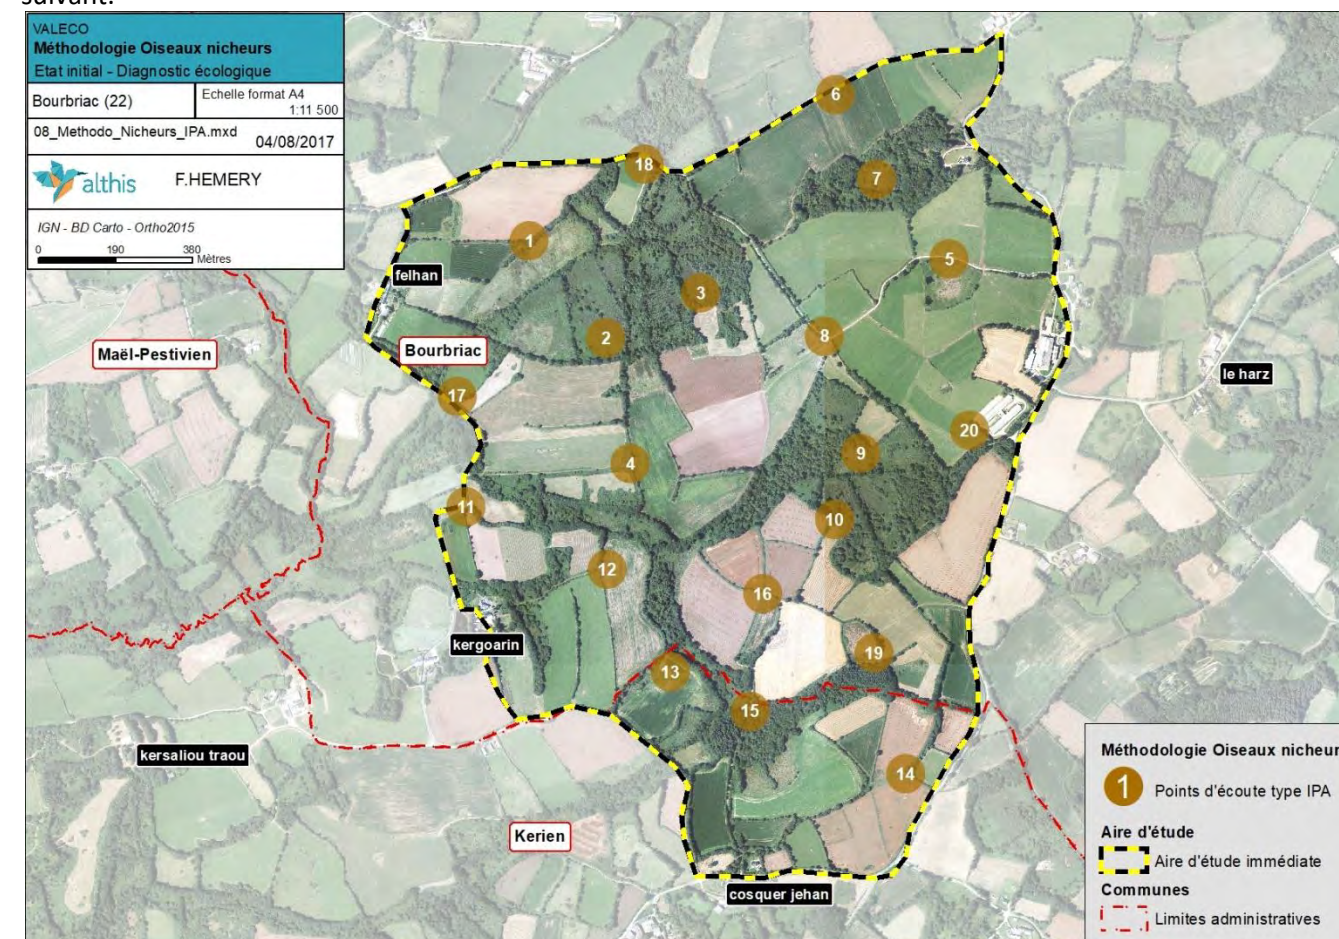 suivant:
VALECO
Méthodologie Oiseaux nicheurs
Etat initial - Diagnostic écologique
Bourbriac (22)
Echelle format A4
1:11 500
08_Methodo_Nicheurs_IPA.mxd
04/08/2017
althis
F.HEMERY
IGN - BD Carto - Ortho2015
0 190 380
Mètres
6
18
7
1
5
felhan
3
2
8
Maël-Pestivien
Bourbriac
le harz
17
20
9
4
11
10
12
16
kergoarin
19
13
15
kersaliou traou
14
Kerien
cosquer jehan
Méthodologie Oiseaux nicheur
1
Points d'écoute type IPA
Aire d'étude
Aire d'étude immédiate
Communes
Limites administratives